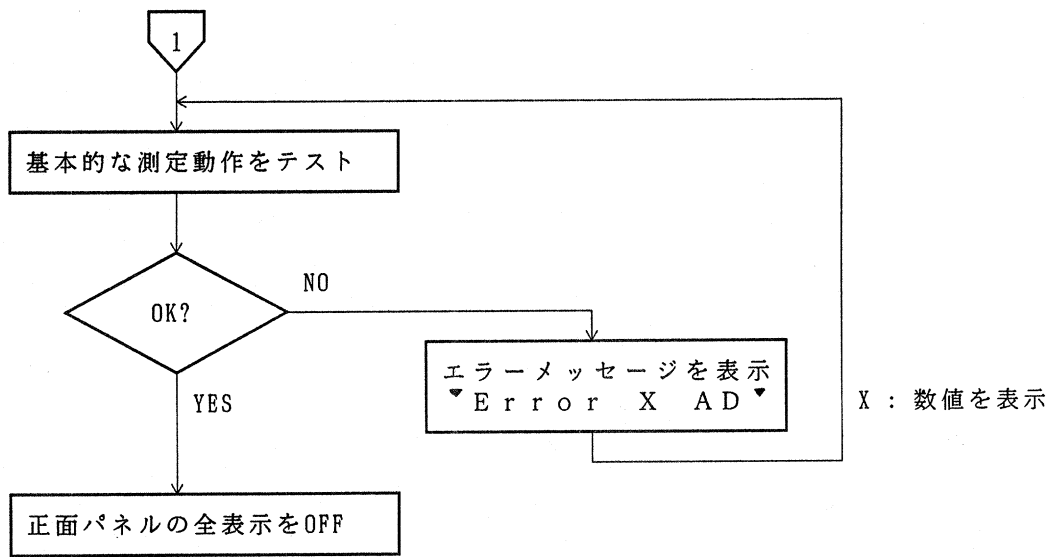 1
基本的な測定動作をテスト
OK?
NO
YES
エラーメッセージを表示
"Error X AD"
X : 数値を表示
正面パネルの全表示をOFF